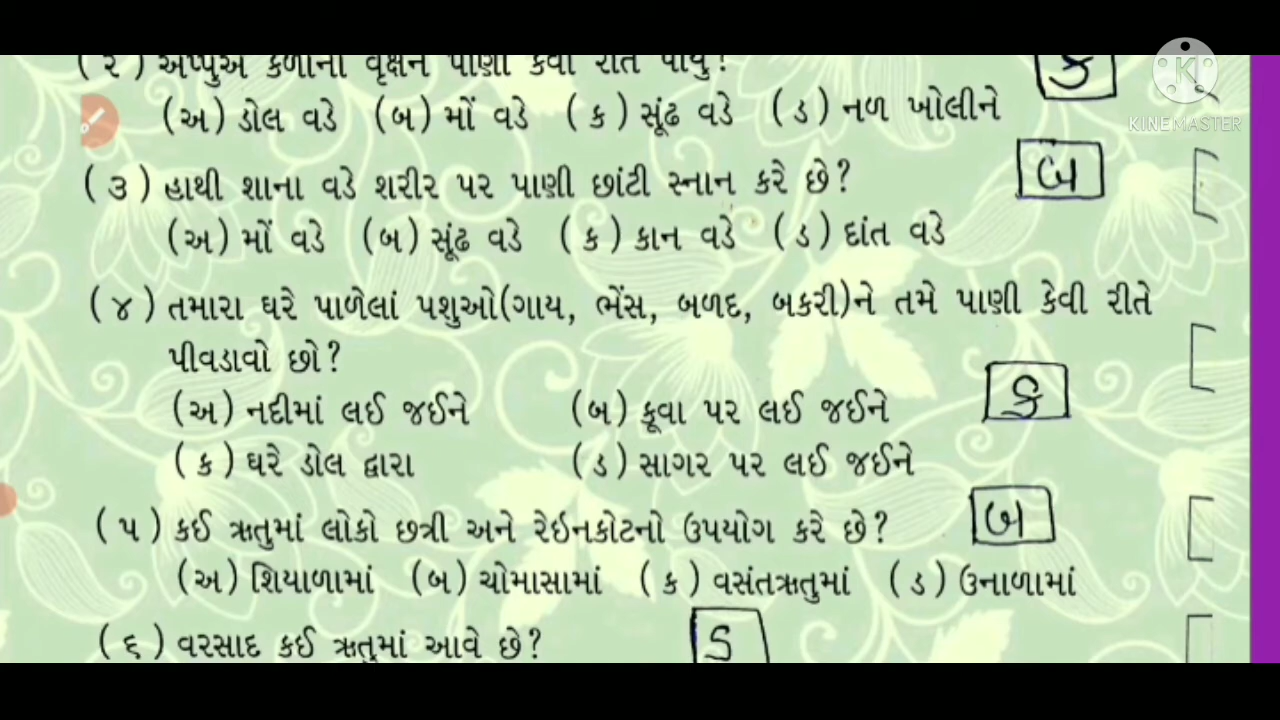 (૨) અપ્પુએ કેળાના વૃક્ષને પાણી કેવી રીતે પાયું? ક
(અ) ડોલ વડે (બ) મોં વડે (ક) સૂંઢ વડે (ડ) નળ ખોલીને
KINEMASTER
(૩) હાથી શાના વડે શરીર પર પાણી છાંટી સ્નાન કરે છે? બ [
(અ) મોં વડે (બ) સૂંઢ વડે (ક) કાન વડે (ડ) દાંત વડે
(૪) તમારા ઘરે પાળેલાં પશુઓ(ગાય, ભેંસ, બળદ, બકરી)ને તમે પાણી કેવી રીતે
પીવડાવો છો? [
(અ) નદીમાં લઈ જઈને (બ) કૂવા પર લઈ જઈને ક
(ક) ઘરે ડોલ દ્વારા (ડ) સાગર પર લઈ જઈને
(૫) કઈ ઋતુમાં લોકો છત્રી અને રેઇનકોટનો ઉપયોગ કરે છે? બ [
(અ) શિયાળામાં (બ) ચોમાસામાં (ક) વસંતઋતુમાં (ડ) ઉનાળામાં
(૬) વરસાદ કઈ ઋતુમાં આવે છે? ડ [